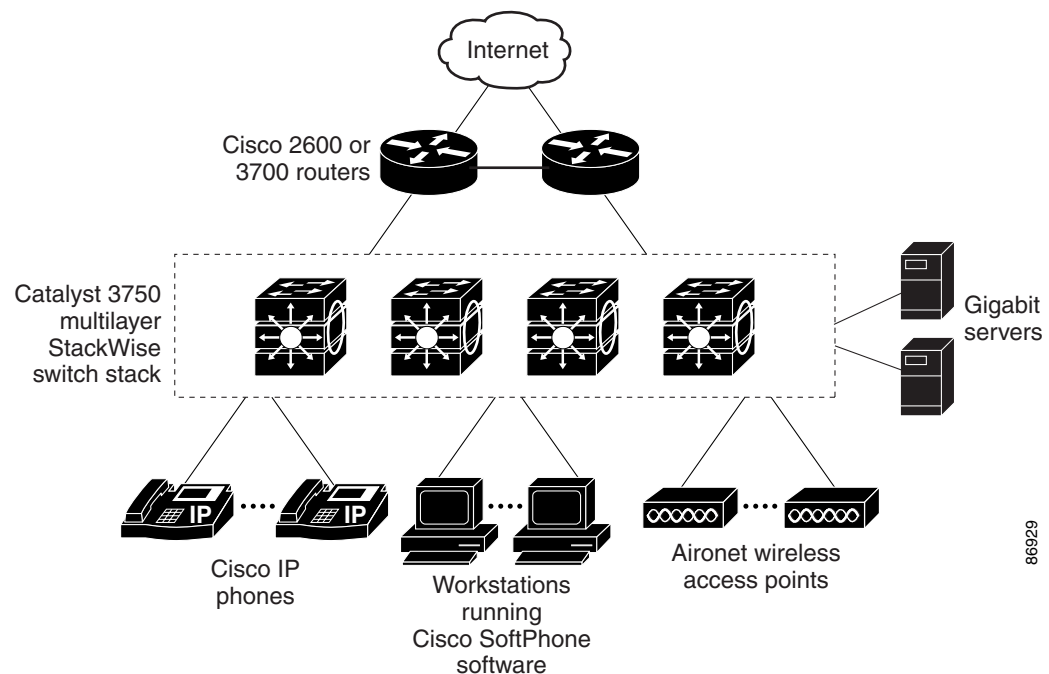 Internet
Cisco 2600 or
3700 routers
Catalyst 3750
multilayer
StackWise
switch stack
Gigabit
servers
IP
IP
Cisco IP
phones
Workstations
running
Cisco SoftPhone
software
Aironet wireless
access points
86929